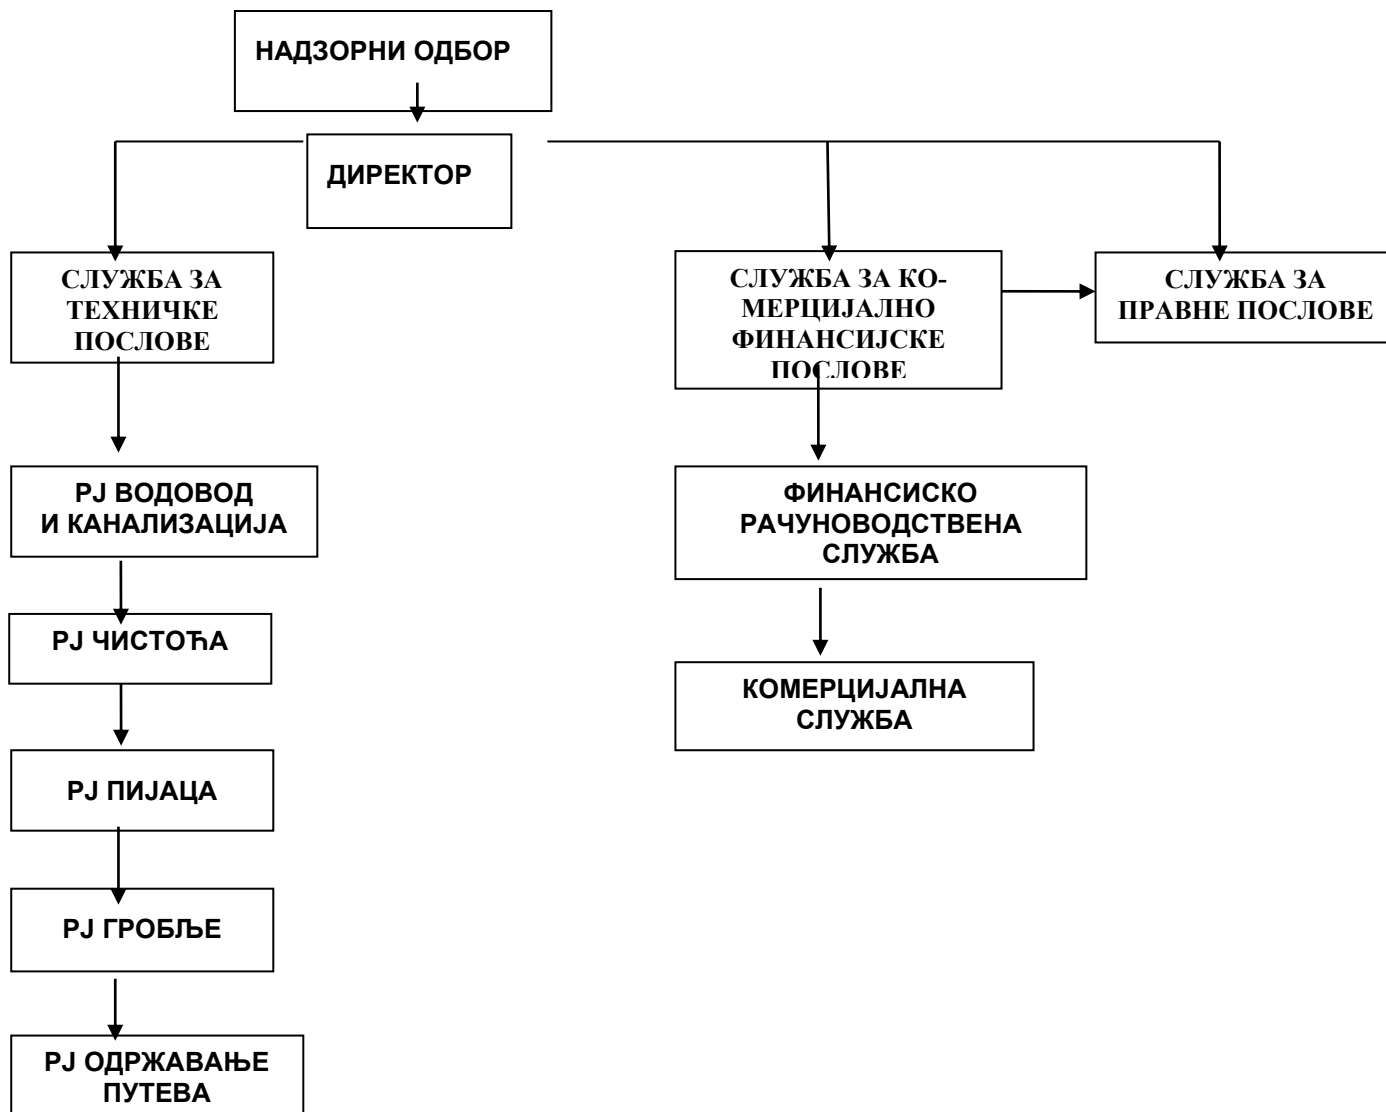 НАДЗОРНИ ОДБОР
ДИРЕКТОР
СЛУЖБА ЗА
ТЕХНИЧКЕ
ПОСЛОВЕ
СЛУЖБА ЗА КО-
МЕРЦИЈАЛНО
ФИНАНСИЈСКЕ
ПОСЛОВЕ
СЛУЖБА ЗА
ПРАВНЕ ПОСЛОВЕ
РЈ ВОДОВОД
И КАНАЛИЗАЦИЈА
ФИНАНСИСКО
РАЧУНОВОДСТВЕНА
СЛУЖБА
РЈ ЧИСТОЋА
КОМЕРЦИЈАЛНА
СЛУЖБА
РЈ ПИЈАЦА
РЈ ГРОБЉЕ
РЈ ОДРЖАВАЊЕ
ПУТЕВА